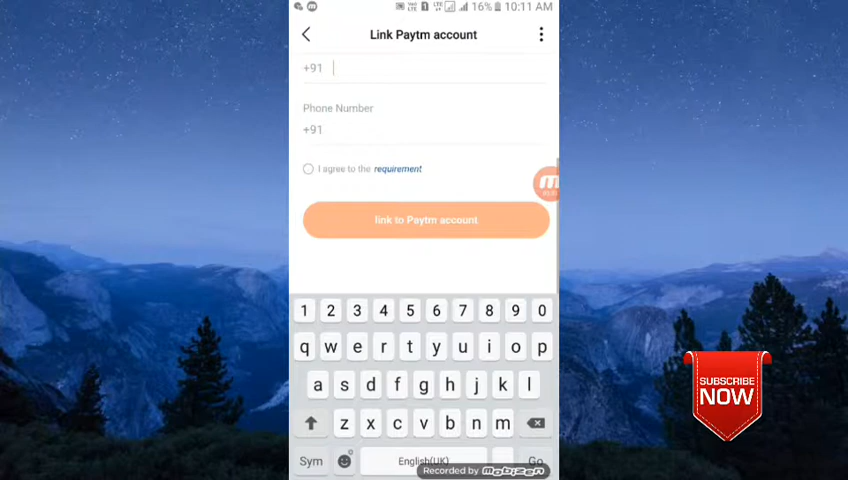 16% 10:11 AM
Link Paytm account
+91
Phone Number
+91
I agree to the requirement
link to Paytm account
1 2 3 4 5 6 7 8 9 0
q w e r t y u i o p
a s d f g h j k l
z x c v b n m
Sym English(UK) Go
Recorded by mobizen
SUBSCRIBE
NOW